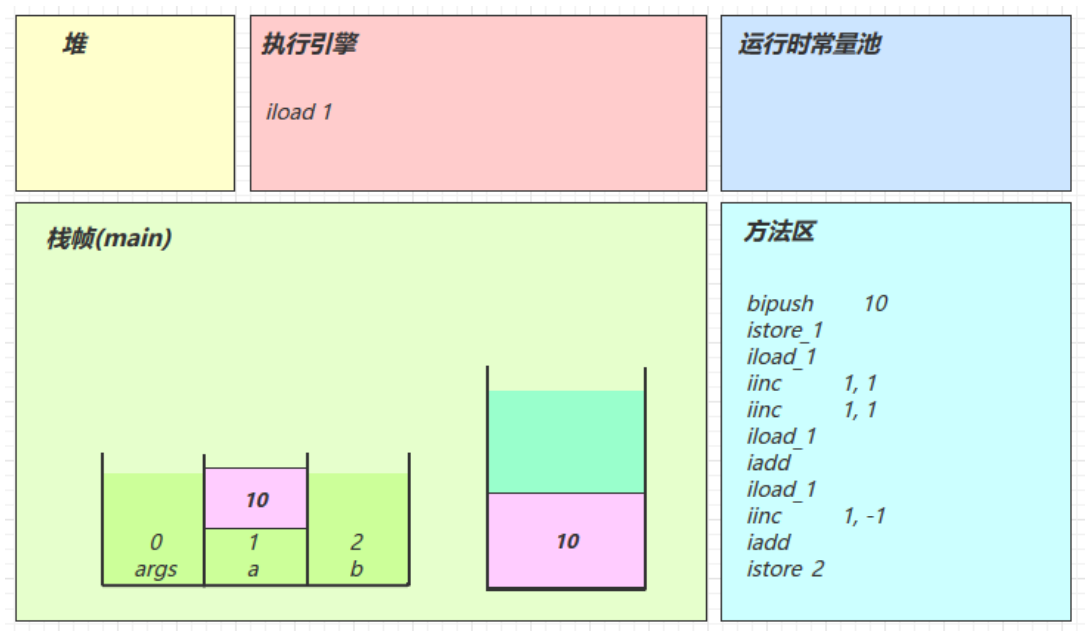 堆
执行引擎
iload 1
运行时常量池
栈帧(main)
10
0 1 2
args a b
10
方法区
bipush 10
istore_1
iload_1
iinc 1, 1
iinc 1, 1
iload_1
iadd
iload_1
iinc 1, -1
iadd
istore 2